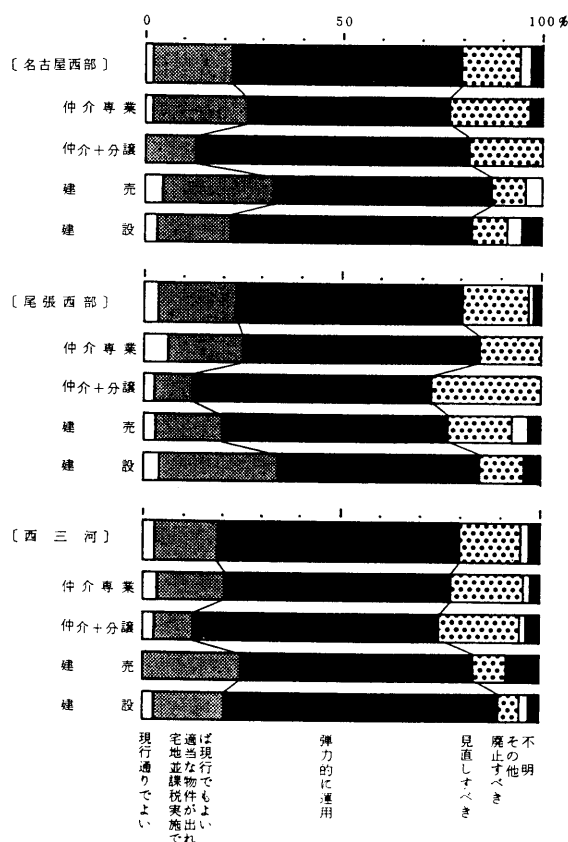 0 50 100%
〔名古屋西部〕
仲介専業
仲介＋分譲
建売
建設
〔尾張西部〕
仲介専業
仲介＋分譲
建売
建設
〔西三河〕
仲介専業
仲介＋分譲
建売
建設
現行通りでよい
宅地並課税実施で
適当な物件が出れ
ば現行でもよい
弾力的に運用
見直しすべき
廃止すべき
その他
不明